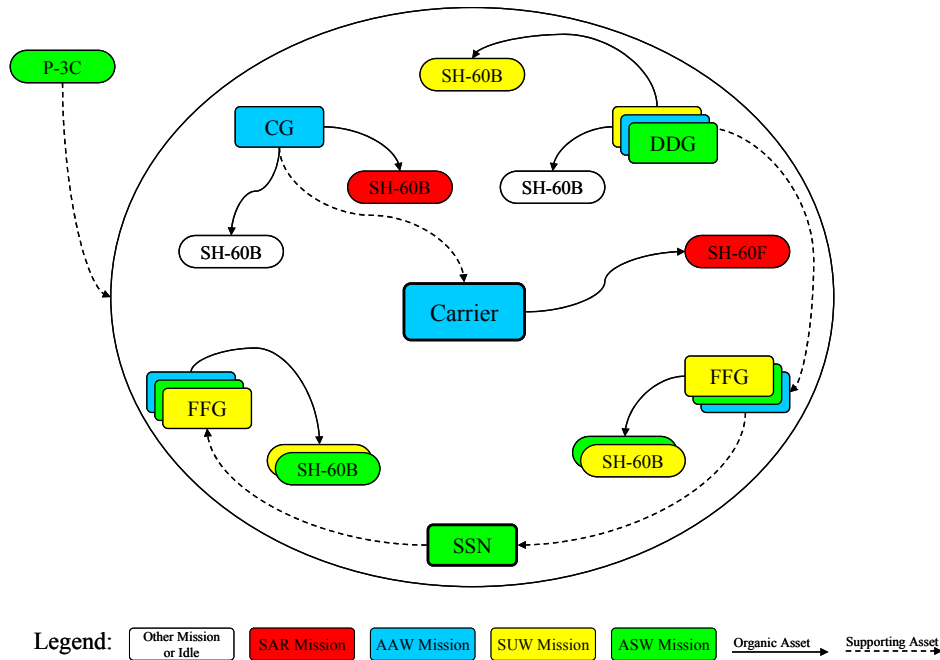 P-3C
SH-60B
CG
DDG
SH-60B
SH-60B
SH-60B
SH-60F
Carrier
FFG
FFG
SH-60B
SH-60B
SSN
Legend:
Other Mission
or Idle
SAR Mission
AAW Mission
SUW Mission
ASW Mission
Organic Asset
Supporting Asset